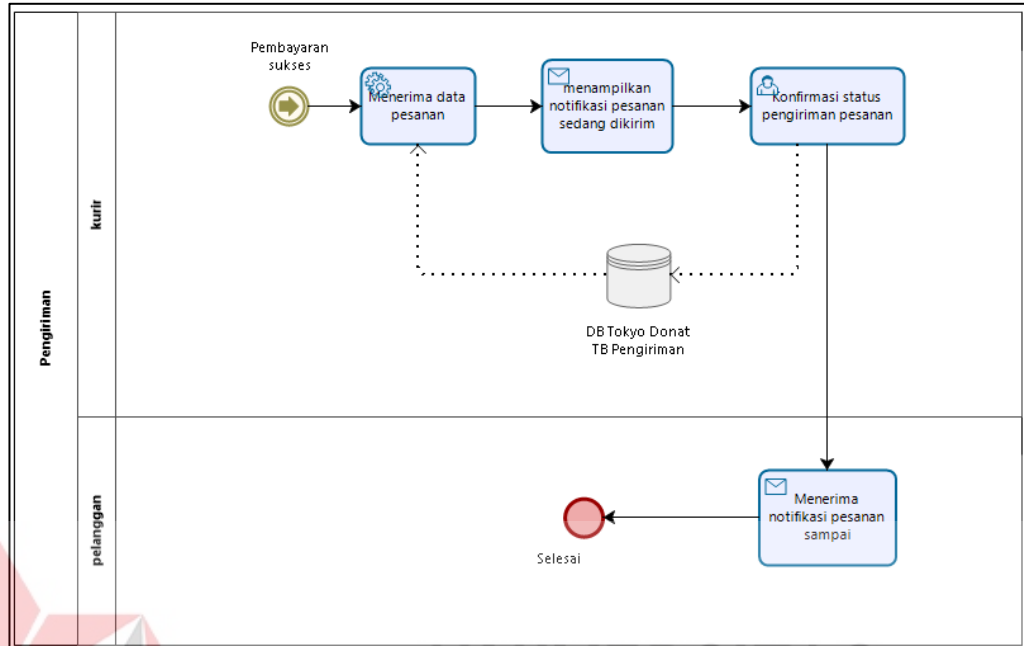 Pengiriman
kurir
Pembayaran
sukses
Menerima data
pesanan
menampilkan
notifikasi pesanan
sedang dikirim
Konfirmasi status
pengiriman pesanan
DB Tokyo Donat
TB Pengiriman
pelanggan
Menerima
notifikasi pesanan
sampai
Selesai